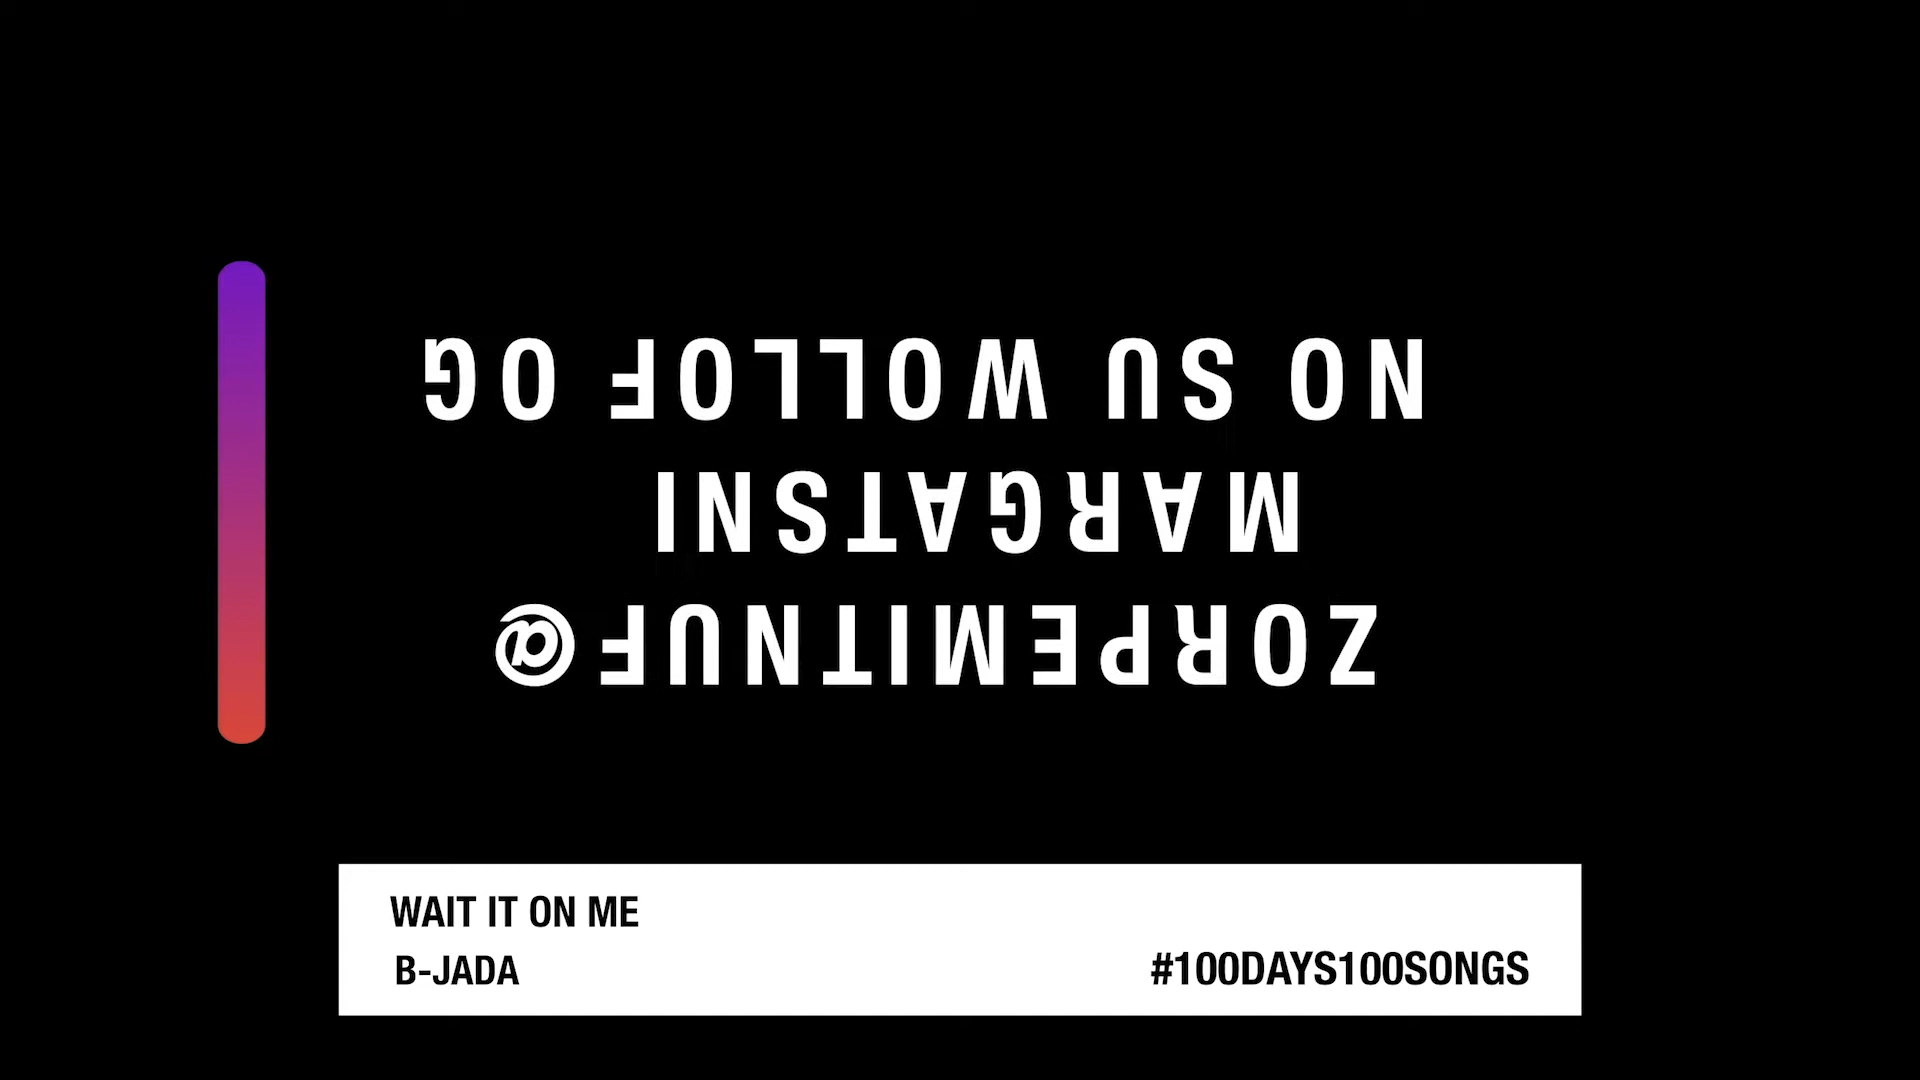 GO FOLLOW US ON
INSTAGRAM
@FUNTIMEPROZ
WAIT IT ON ME
B-JADA
#100DAYS100SONGS